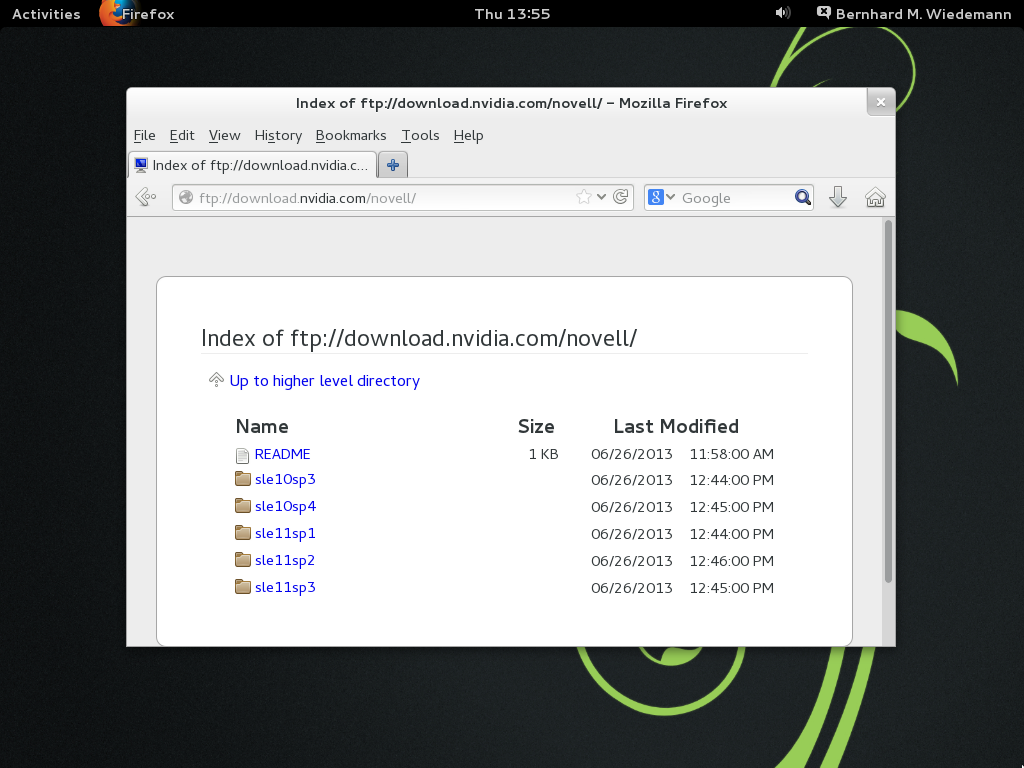 Activities Firefox Thu 13:55 Bernhard M. Wiedemann
Index of ftp://download.nvidia.com/novell/ – Mozilla Firefox
File Edit View History Bookmarks Tools Help
Index of ftp://download.nvidia.c...
ftp://download.nvidia.com/novell/ 8 Google
Index of ftp://download.nvidia.com/novell/
Up to higher level directory
Name Size Last Modified
README 1 KB 06/26/2013 11:58:00 AM
sle10sp3 06/26/2013 12:44:00 PM
sle10sp4 06/26/2013 12:45:00 PM
sle11sp1 06/26/2013 12:44:00 PM
sle11sp2 06/26/2013 12:46:00 PM
sle11sp3 06/26/2013 12:45:00 PM